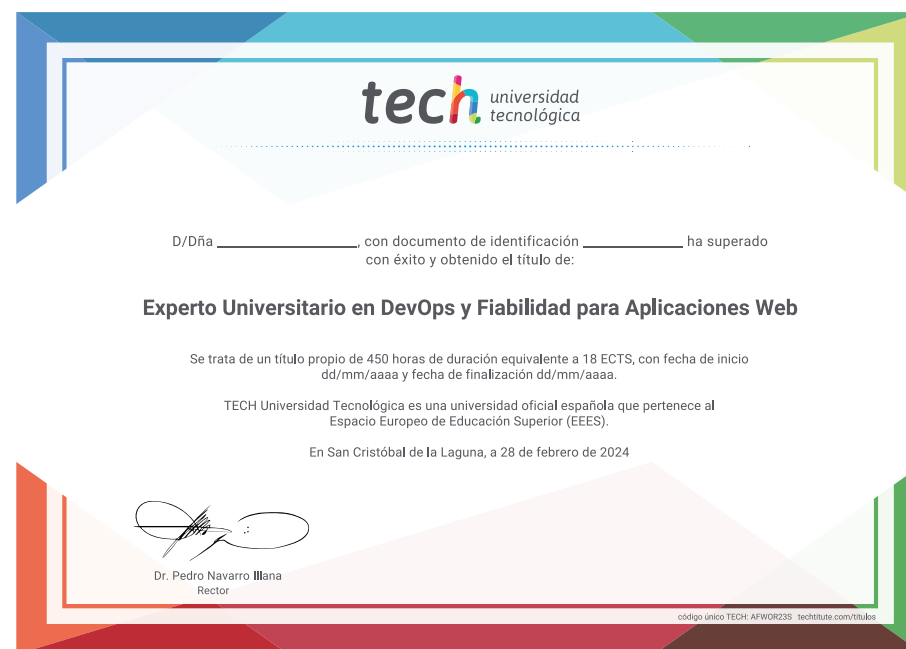 tech universidad
tecnológica
D/Dña ____________________, con documento de identificación ______________ ha superado
con éxito y obtenido el título de:
Experto Universitario en DevOps y Fiabilidad para Aplicaciones Web
Se trata de un título propio de 450 horas de duración equivalente a 18 ECTS, con fecha de inicio
dd/mm/aaaa y fecha de finalización dd/mm/aaaa.
TECH Universidad Tecnológica es una universidad oficial española que pertenece al
Espacio Europeo de Educación Superior (EEES).
En San Cristóbal de la Laguna, a 28 de febrero de 2024
Dr. Pedro Navarro Illana
Rector
código único TECH: AFWOR23S techtitute.com/titulos